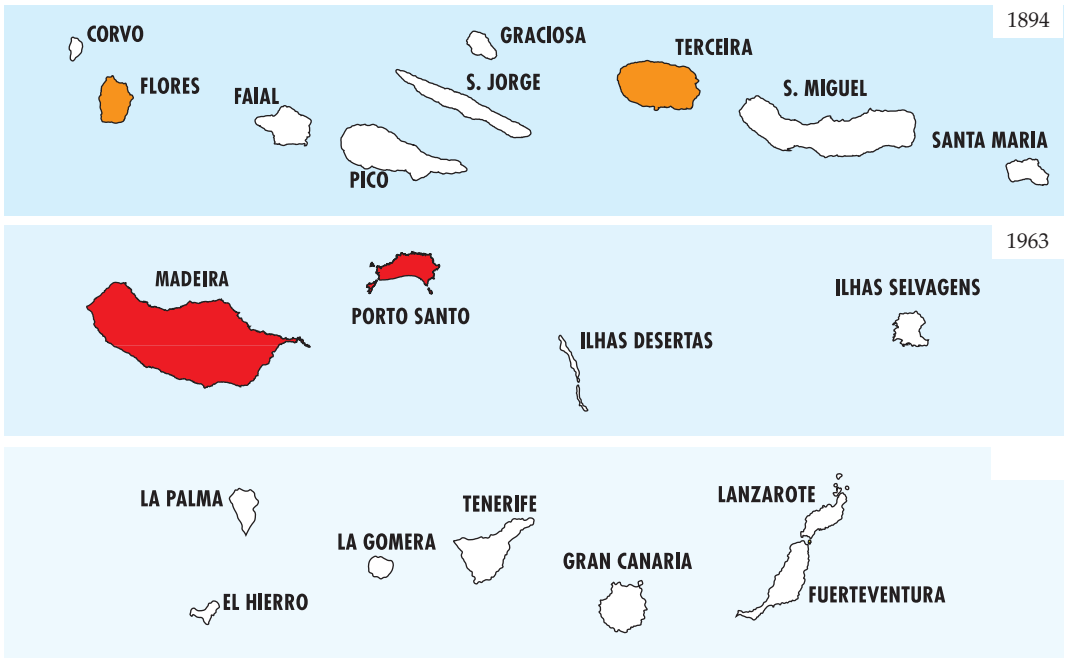 1894
CORVO
GRACIOSA
TERCEIRA
FLORES
S. JORGE
FAIAL
S. MIGUEL
SANTA MARIA
PICO
1963
MADEIRA
PORTO SANTO
ILHAS SELVAGENS
ILHAS DESERTAS
LA PALMA
TENERIFE
LANZAROTE
LA GOMERA
GRAN CANARIA
EL HIERRO
FUERTEVENTURA